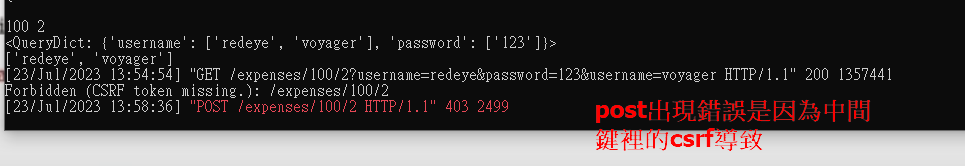 100 2
<QueryDict: {'username': ['redeye', 'voyager'], 'password': ['123']}>
['redeye', 'voyager']
[23/Jul/2023 13:54:54] "GET /expenses/100/2?username=redeye&password=123&username=voyager HTTP/1.1" 200 1357441
Forbidden (CSRF token missing.): /expenses/100/2
[23/Jul/2023 13:58:36] "POST /expenses/100/2 HTTP/1.1" 403 2499
post出現錯誤是因為中間
鍵裡的csrf導致